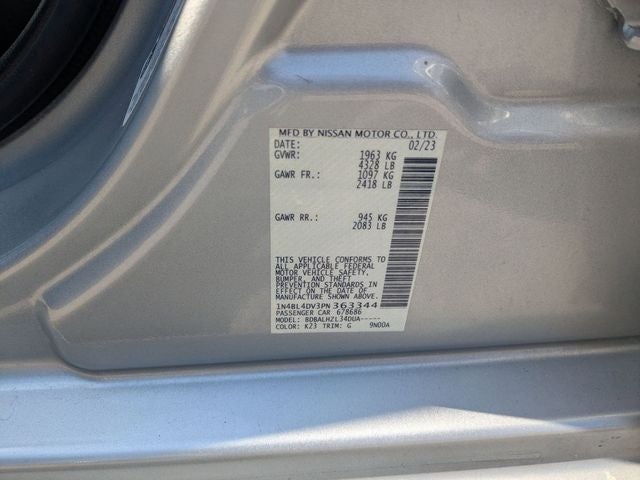 MFD BY NISSAN MOTOR CO., LTD.
DATE: 02/23
GVWR: 1963 KG
4328 LB
GAWR FR.: 1097 KG
2418 LB
GAWR RR.: 945 KG
2083 LB
THIS VEHICLE CONFORMS TO
ALL APPLICABLE FEDERAL
MOTOR VEHICLE SAFETY,
BUMPER, AND THEFT
PREVENTION STANDARDS IN
EFFECT ON THE DATE OF
MANUFACTURE SHOWN ABOVE.
1N4BL4DV3PN363344
PASSENGER CAR 678686
MODEL: BDBALHZL34DUA-----
COLOR: K23 TRIM: G 9N00A